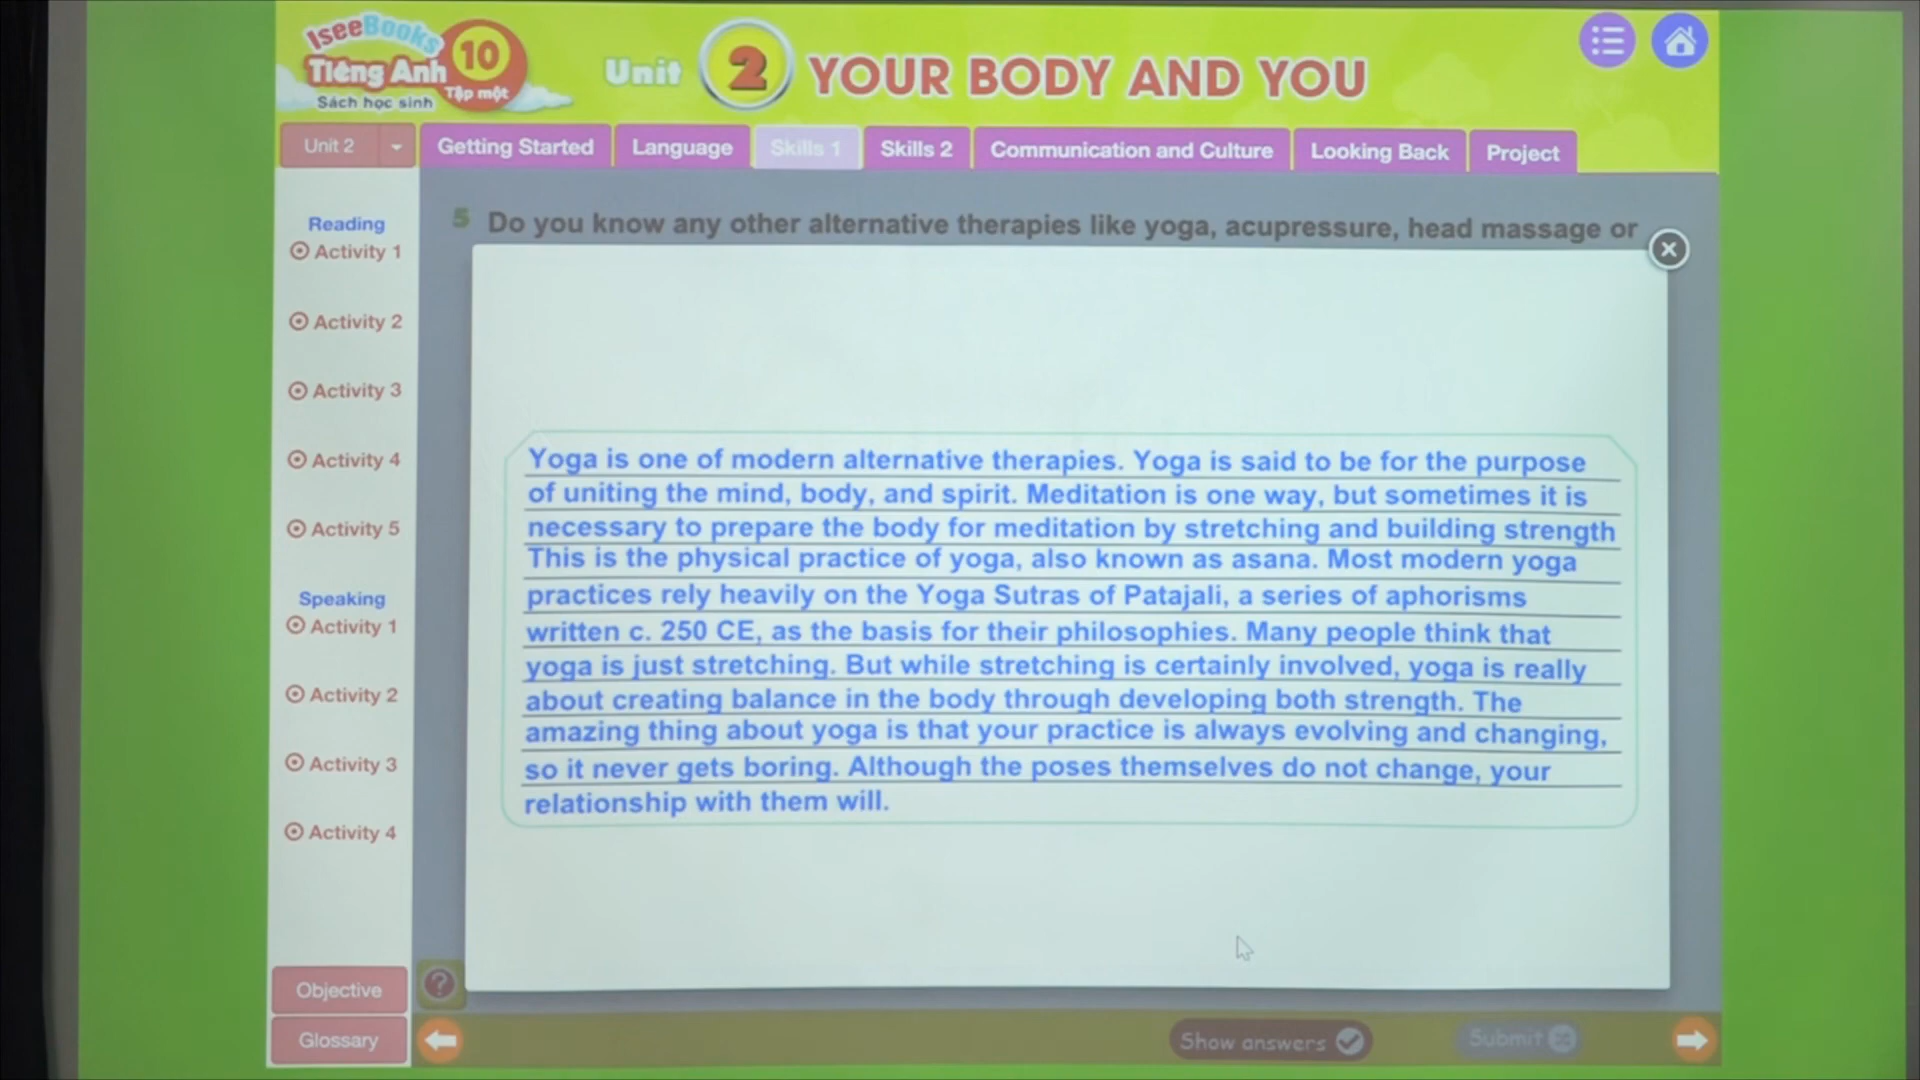 IseeBooks
Tiếng Anh 10
Tập một
Sách học sinh
Unit 2 YOUR BODY AND YOU
Unit 2
Getting Started
Language
Skills 1
Skills 2
Communication and Culture
Looking Back
Project
Reading
Activity 1
Activity 2
Activity 3
Activity 4
Activity 5
Speaking
Activity 1
Activity 2
Activity 3
Activity 4
Objective
Glossary
5 Do you know any other alternative therapies like yoga, acupressure, head massage or
Yoga is one of modern alternative therapies. Yoga is said to be for the purpose
of uniting the mind, body, and spirit. Meditation is one way, but sometimes it is
necessary to prepare the body for meditation by stretching and building strength
This is the physical practice of yoga, also known as asana. Most modern yoga
practices rely heavily on the Yoga Sutras of Patajali, a series of aphorisms
written c. 250 CE, as the basis for their philosophies. Many people think that
yoga is just stretching. But while stretching is certainly involved, yoga is really
about creating balance in the body through developing both strength. The
amazing thing about yoga is that your practice is always evolving and changing,
so it never gets boring. Although the poses themselves do not change, your
relationship with them will.
?
Show answers
Submit